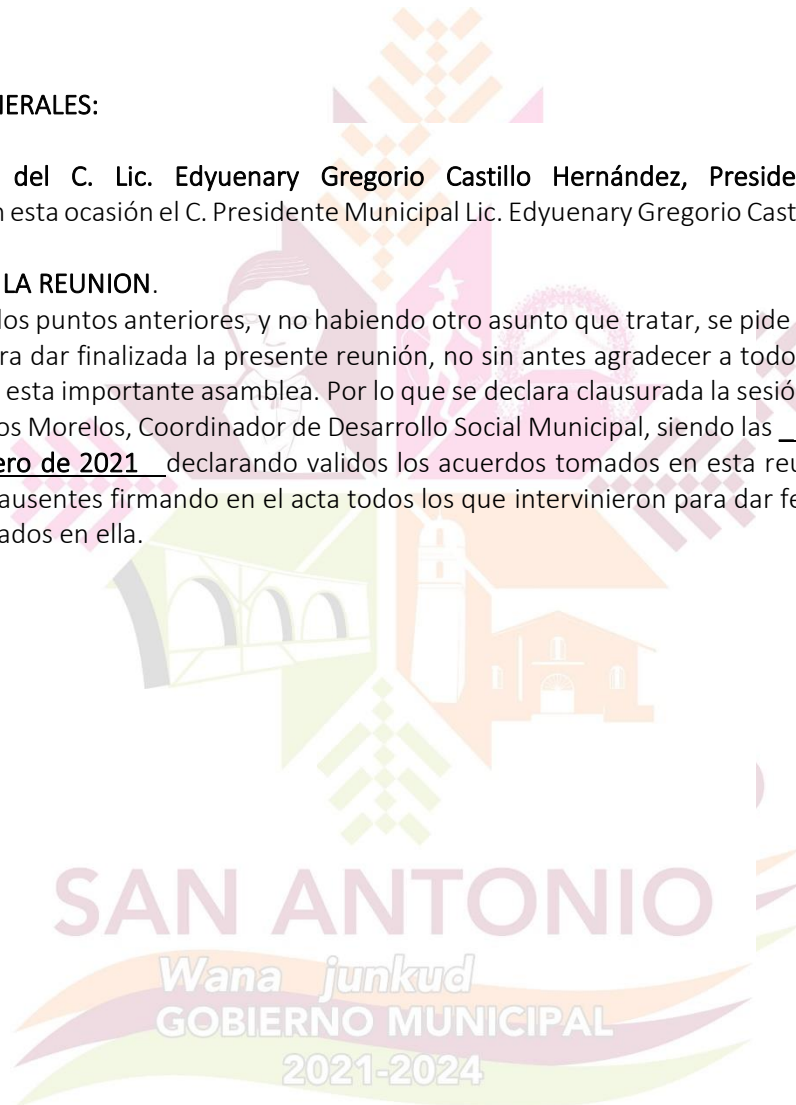 NERALES:
del C. Lic. Edyuenary Gregorio Castillo Hernández, Preside
n esta ocasión el C. Presidente Municipal Lic. Edyuenary Gregorio Cast
LA REUNION.
los puntos anteriores, y no habiendo otro asunto que tratar, se pide
ra dar finalizada la presente reunión, no sin antes agradecer a todo
esta importante asamblea. Por lo que se declara clausurada la sesió
os Morelos, Coordinador de Desarrollo Social Municipal, siendo las _
ero de 2021__declarando validos los acuerdos tomados en esta reu
ausentes firmando en el acta todos los que intervinieron para dar fe
ados en ella.
SAN ANTONIO
Wana junkud
GOBIERNO MUNICIPAL
2021-2024